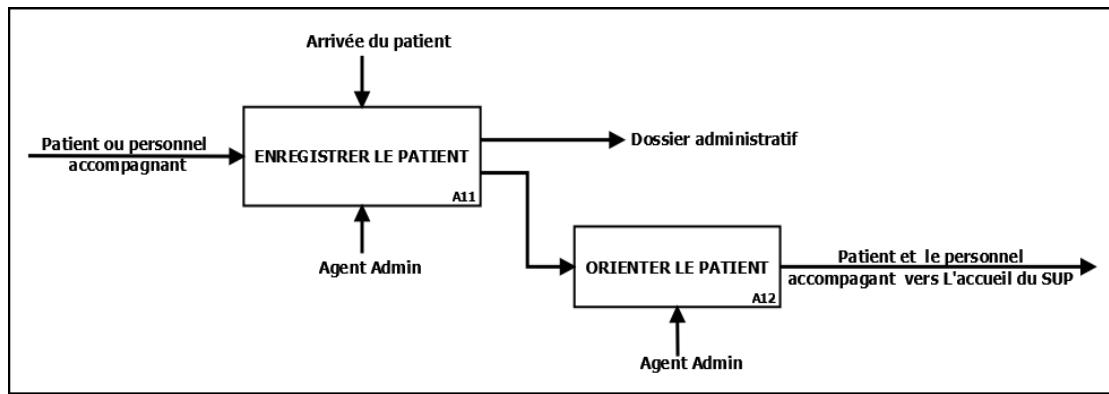 Arrivée du patient
Patient ou personnel
accompagnant
ENREGISTRER LE PATIENT
A11
Dossier administratif
Agent Admin
ORIENTER LE PATIENT
A12
Patient et le personnel
accompagant vers L'accueil du SUP
Agent Admin